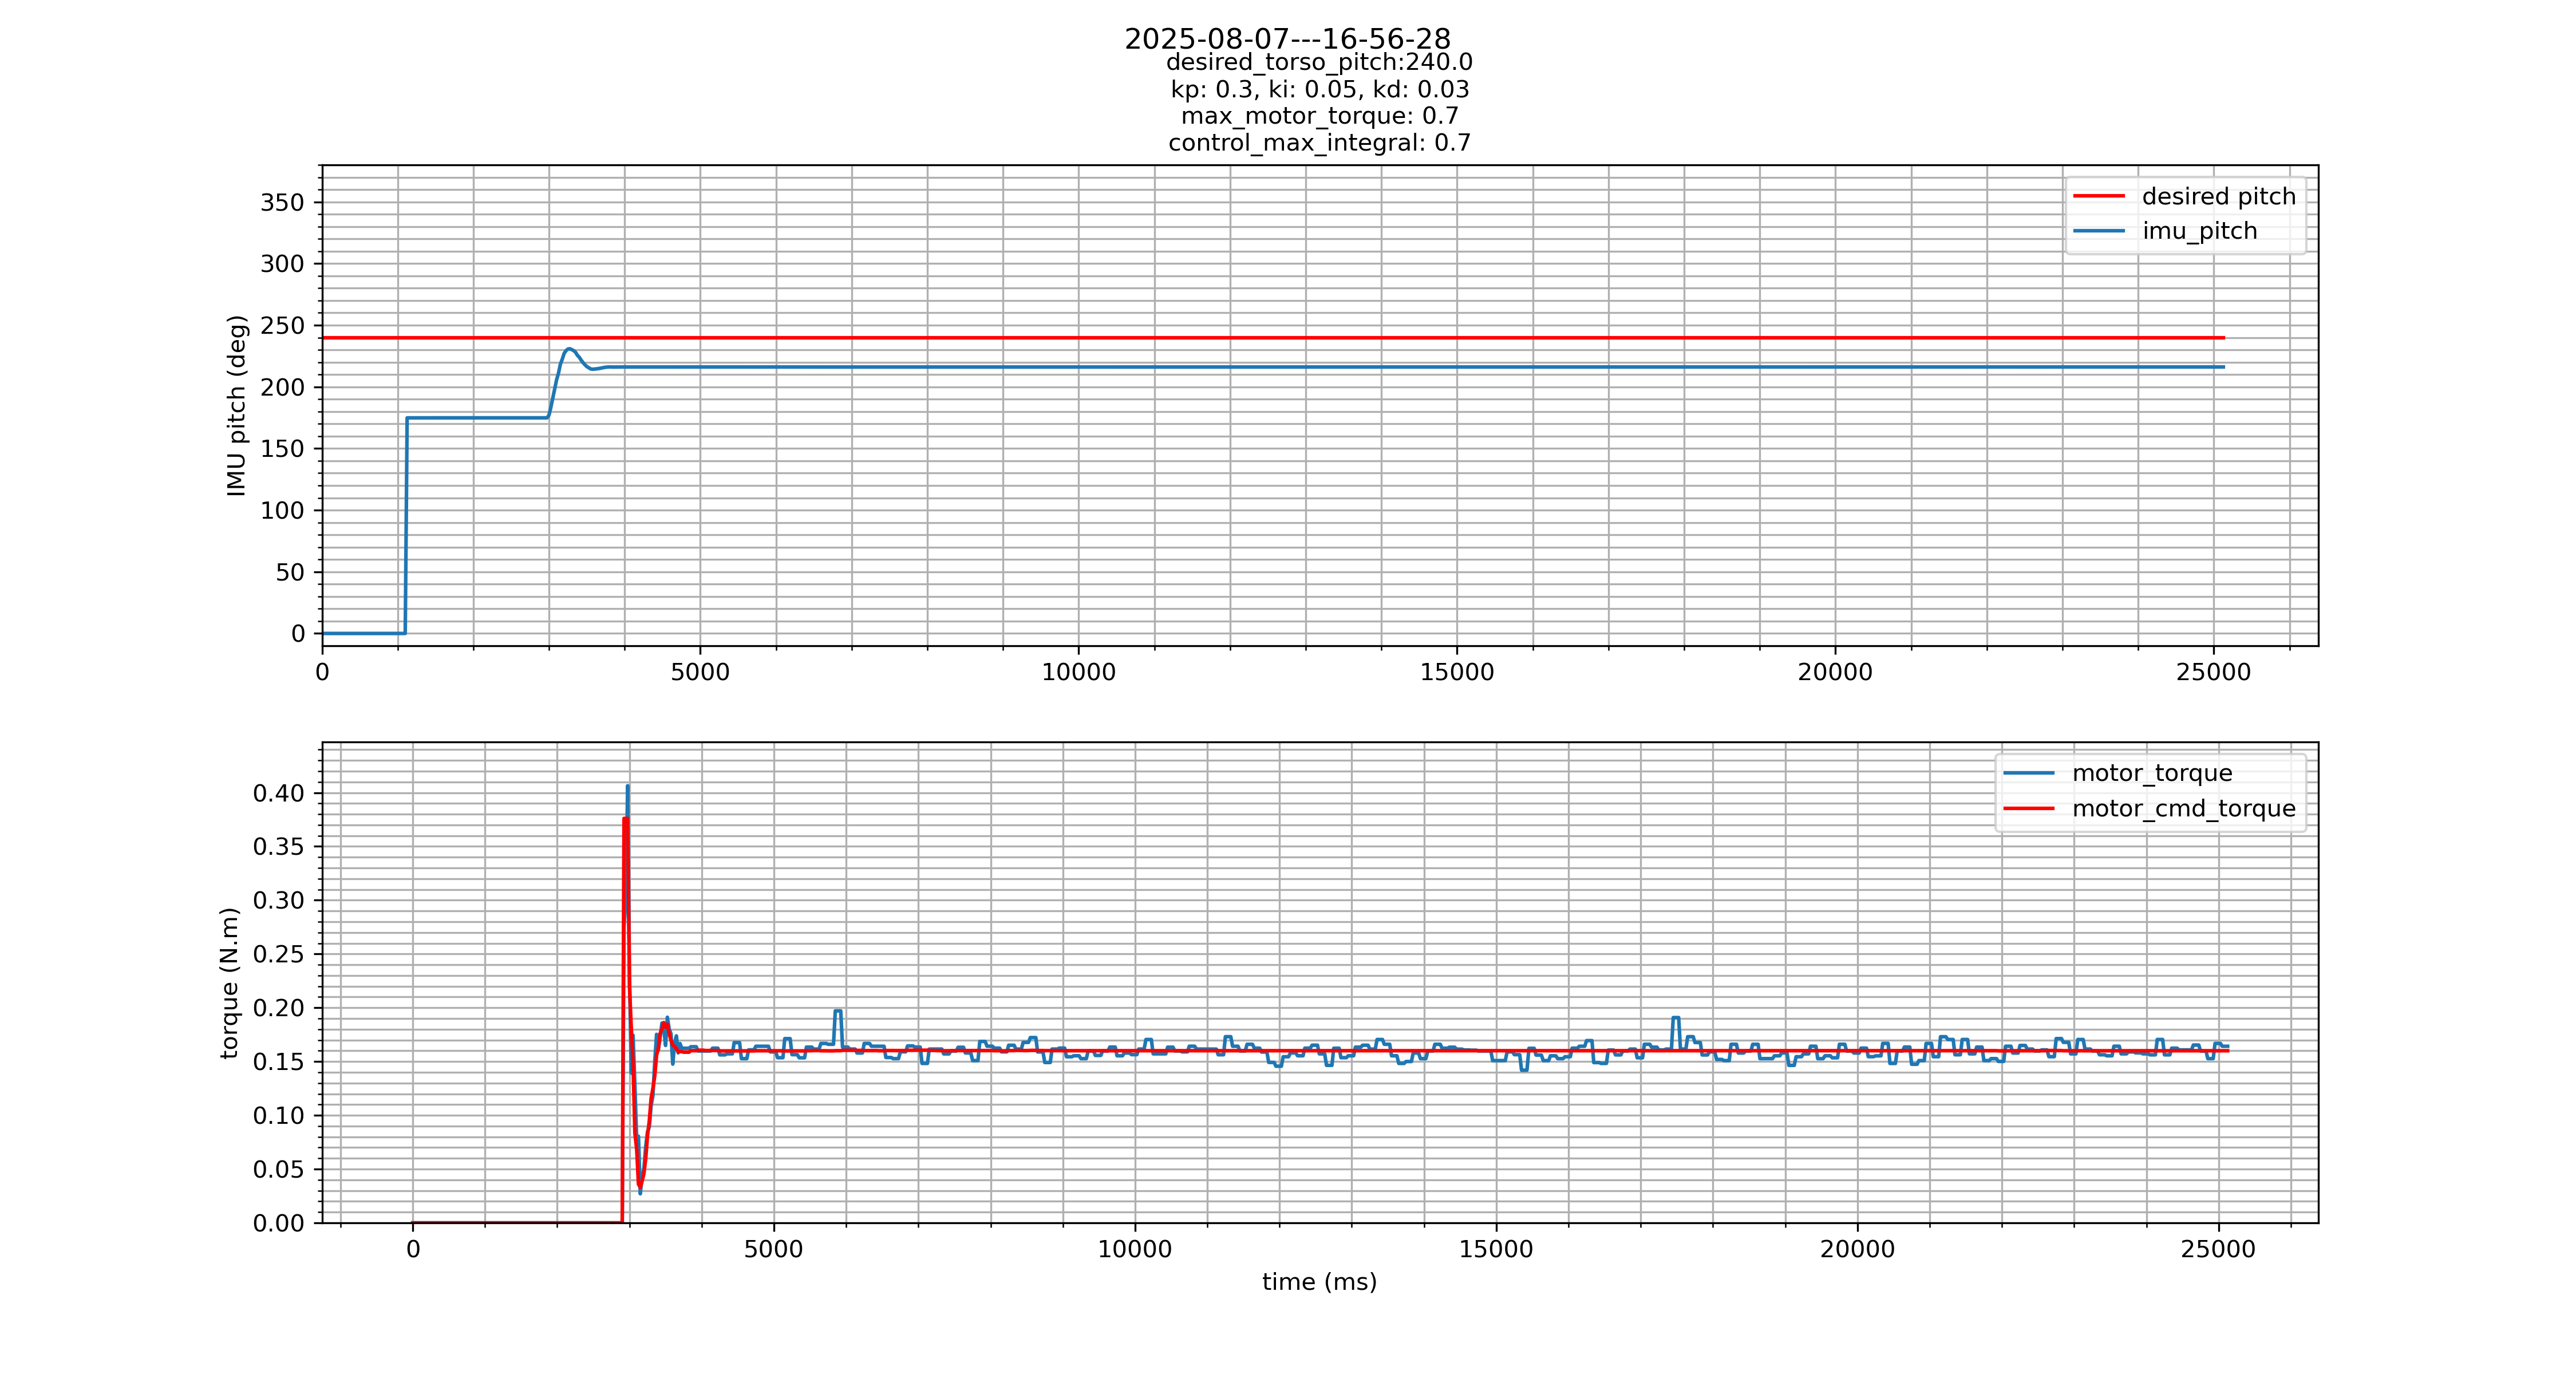 2025-08-07---16-56-28
desired_torso_pitch:240.0
kp: 0.3, ki: 0.05, kd: 0.03
max_motor_torque: 0.7
control_max_integral: 0.7
desired pitch
imu_pitch
IMU pitch (deg)
350
300
250
200
150
100
50
0
0 5000 10000 15000 20000 25000
motor_torque
motor_cmd_torque
torque (N.m)
0.40
0.35
0.30
0.25
0.20
0.15
0.10
0.05
0.00
0 5000 10000 15000 20000 25000
time (ms)